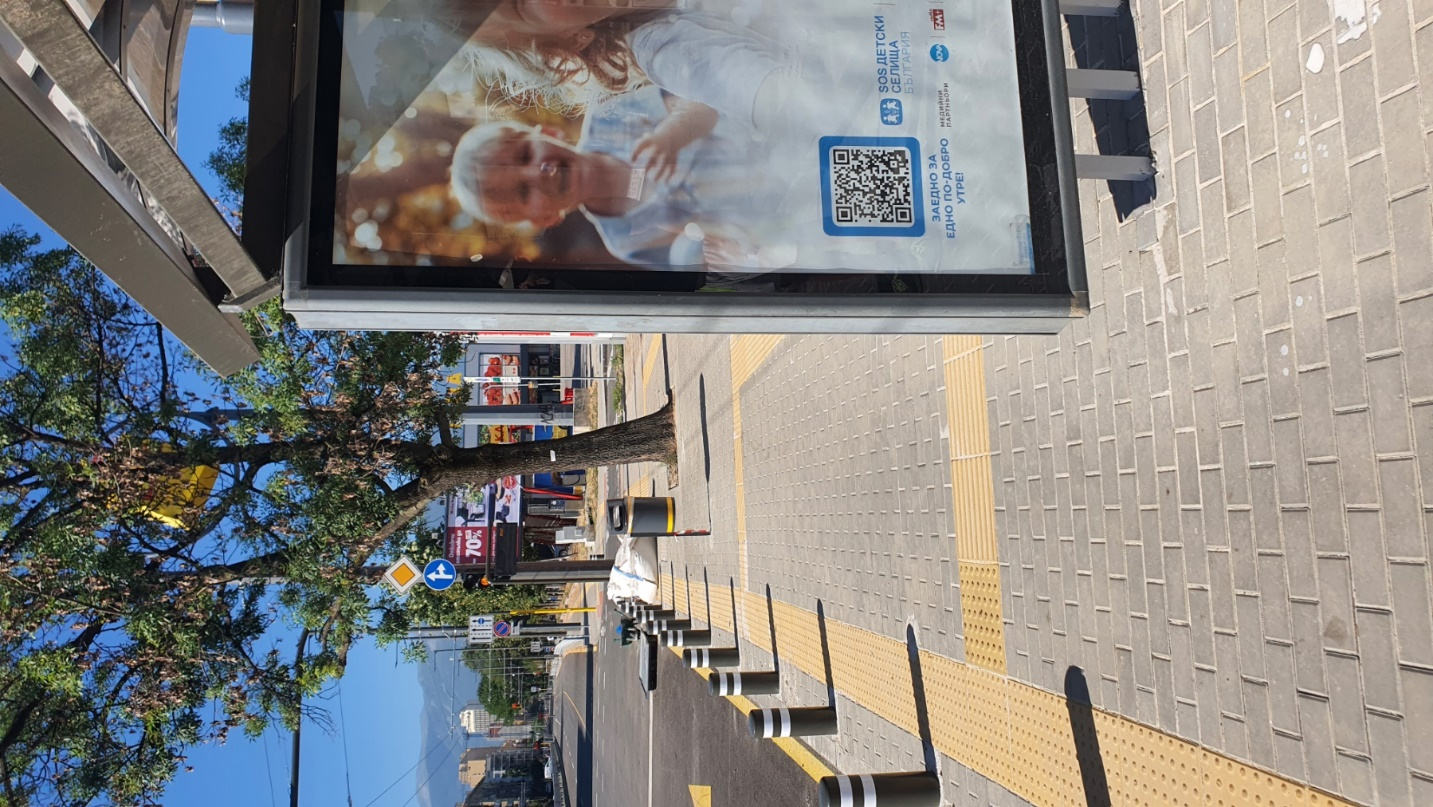 SOS ДЕТСКИ
СЕЛИЩА
БЪЛГАРИЯ
ЗАЕДНО ЗА
ЕДНО ПО-ДОБРО
УТРЕ!
МЕДИЙНИ
ПАРТНЬОРИ
70%